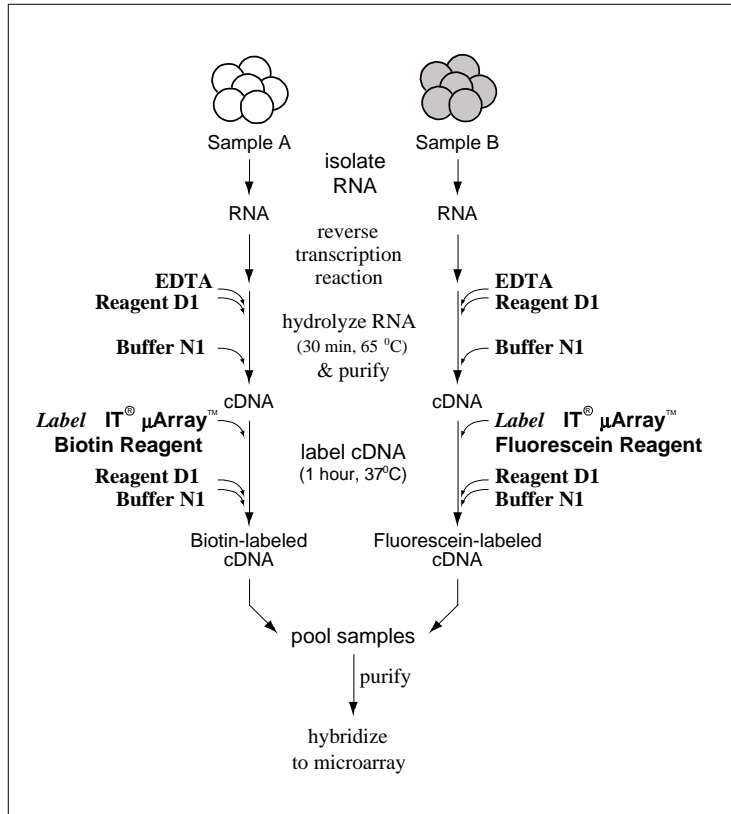 Sample A
Sample B
isolate
RNA
RNA
RNA
reverse
transcription
reaction
EDTA
Reagent D1
EDTA
Reagent D1
hydrolyze RNA
(30 min, 65 ⁰C)
& purify
Buffer N1
Buffer N1
cDNA
cDNA
Label IT® µArray™
Biotin Reagent
Label IT® µArray™
Fluorescein Reagent
label cDNA
(1 hour, 37⁰C)
Reagent D1
Buffer N1
Reagent D1
Buffer N1
Biotin-labeled
cDNA
Fluorescein-labeled
cDNA
pool samples
purify
hybridize
to microarray